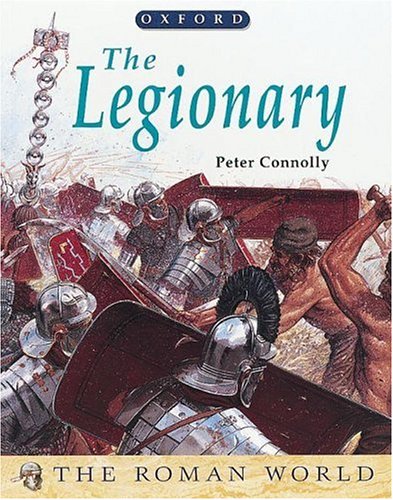 OXFORD
The
Legionary
Peter Connolly
THE ROMAN WORLD